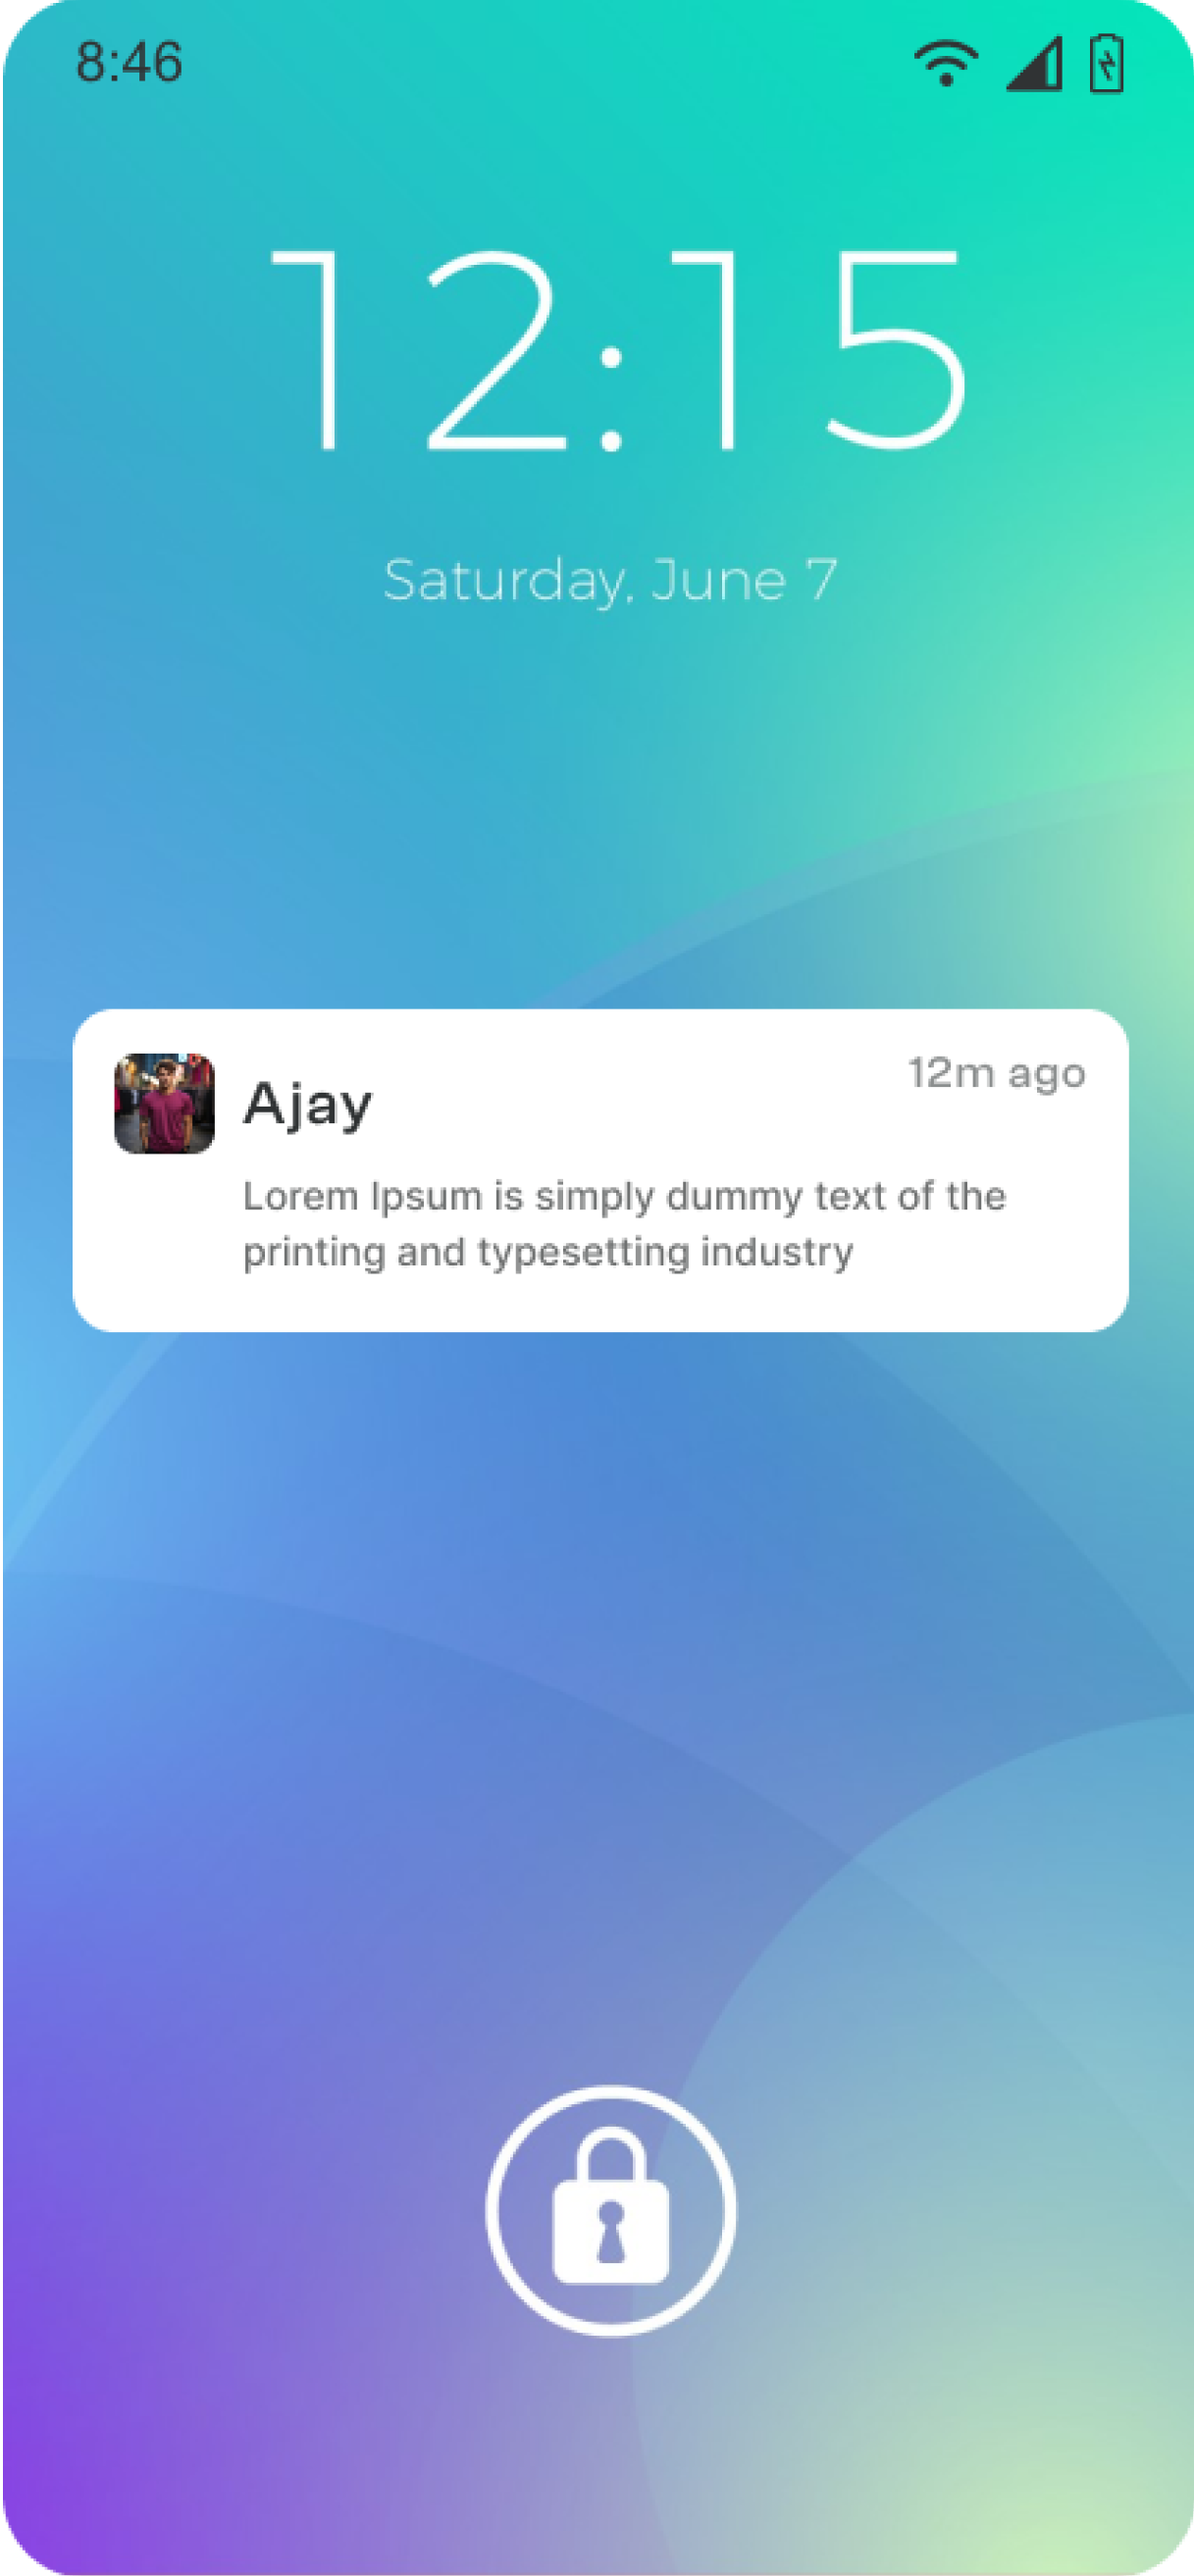 8:46
12:15
Saturday, June 7
Ajay
12m ago
Lorem Ipsum is simply dummy text of the
printing and typesetting industry